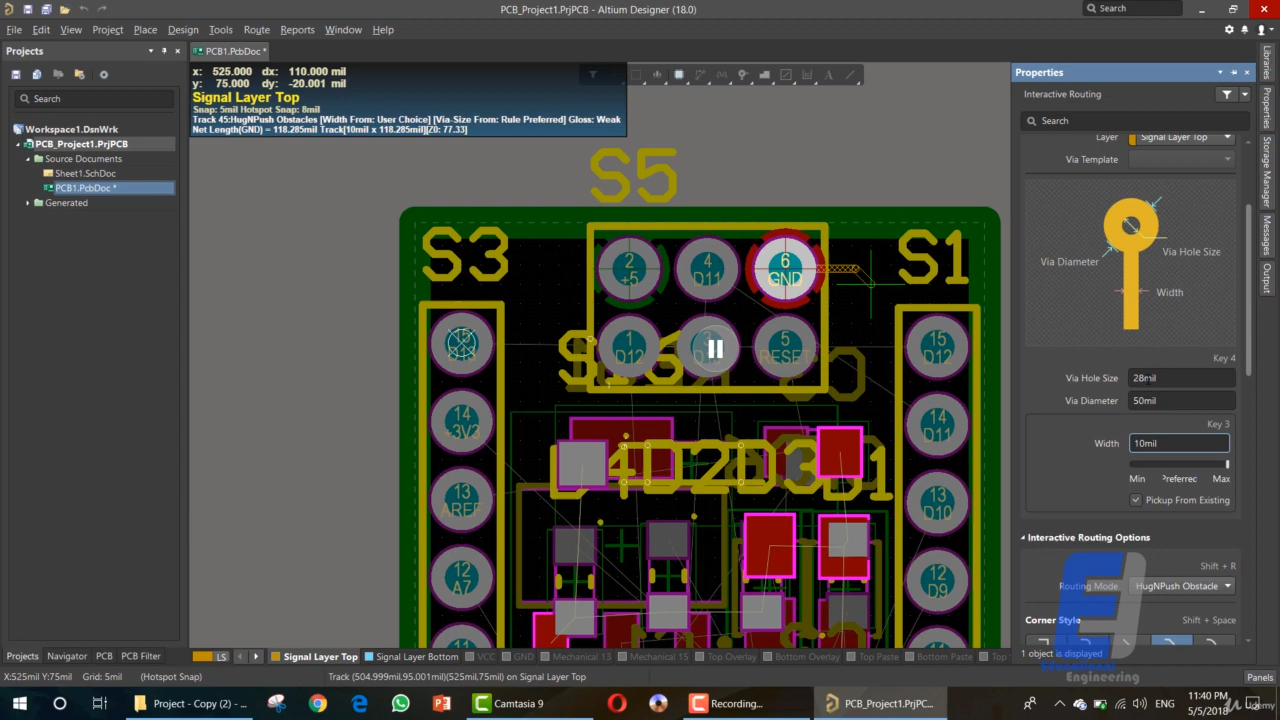 PCB_Project1.PrjPCB - Altium Designer (18.0)
Search
File Edit View Project Place Design Tools Route Reports Window Help
Projects
PCB1.PcbDoc *
Search
Workspace1.DsnWrk
PCB_Project1.PrjPCB
Source Documents
Sheet1.SchDoc
PCB1.PcbDoc *
Generated
x: 525.000 dx: 110.000 mil
y: 75.000 dy: -20.001 mil
Signal Layer Top
Snap: 5mil Hotspot Snap: 8mil
Track 45:HugNPush Obstacles [Width From: User Choice] [Via-Size From: Rule Preferred] Gloss: Weak
Net Length(GND) = 118.285mil Track[10mil x 118.285mil][Z0: 77.33]
S5
S3
S1
2
+5
4
D11
6
GND
1
D12
5
RESET
15
D12
14
+3V3
14
D11
13
AREF
13
D10
12
A7
12
D9
D2
D3
D1
Properties
Interactive Routing
Search
Layer Signal Layer Top
Via Template
Via Diameter
Via Hole Size
Width
Key 4
Via Hole Size 28mil
Via Diameter 50mil
Key 3
Width 10mil
Min Preferred Max
Pickup From Existing
Interactive Routing Options
Shift + R
Routing Mode HugNPush Obstacle
Corner Style Shift + Space
1 object is displayed
Engineering
Libraries
Properties
Storage Manager
Messages
Output
Projects Navigator PCB PCB Filter
LS
Signal Layer Top
Signal Layer Bottom
VCC
GND
Mechanical 13
Mechanical 15
Top Overlay
Bottom Overlay
Top Paste
Bottom Paste
Top
X:525mil Y:75mil Grid: 5mil (Hotspot Snap)
Track (504.999mil,95.001mil)(525mil,75mil) on Signal Layer Top
Panels
Project - Copy (2) - ...
Camtasia 9
Recording...
PCB_Project1.PrjPC...
11:40 PM
5/5/2018
Udemy